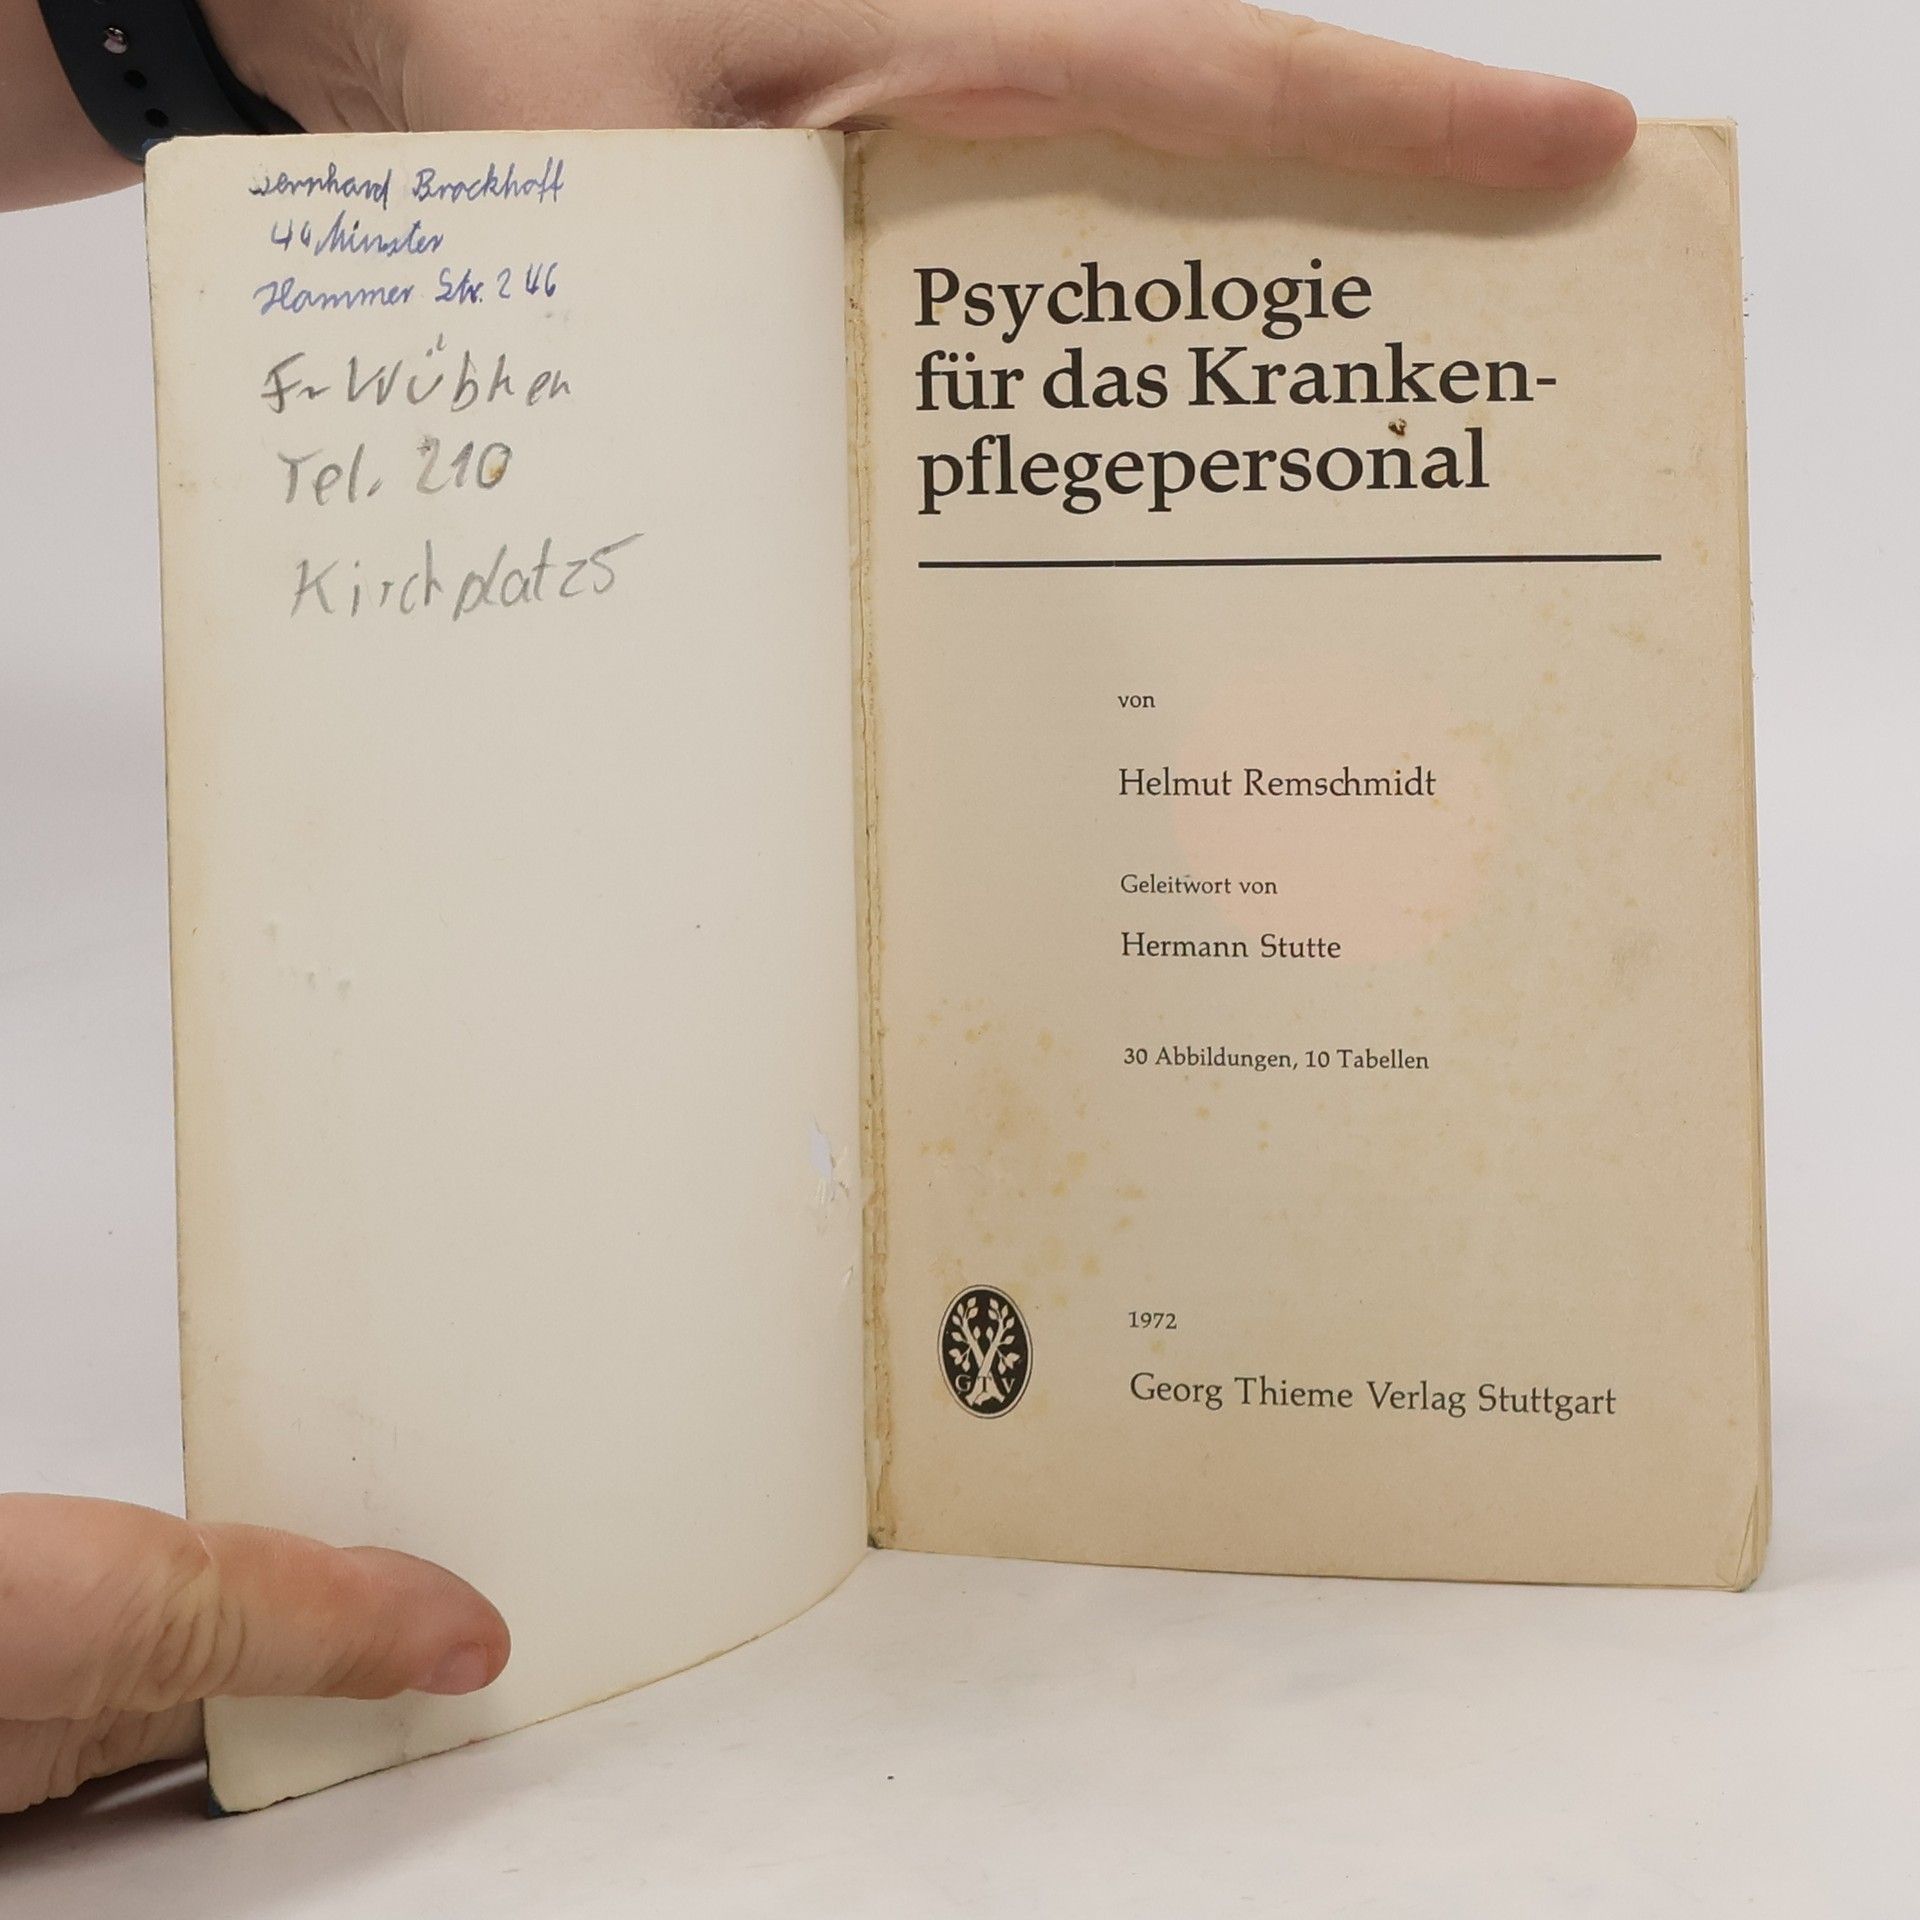 Bernhard Brockhoff
44 Münster
Hammer Str. 246
Fr Wübken
Tel. 210
Kirchplatz 5
Psychologie
für das Kranken-
pflegepersonal
von
Helmut Remschmidt
Geleitwort von
Hermann Stutte
30 Abbildungen, 10 Tabellen
1972
G T V
Georg Thieme Verlag Stuttgart